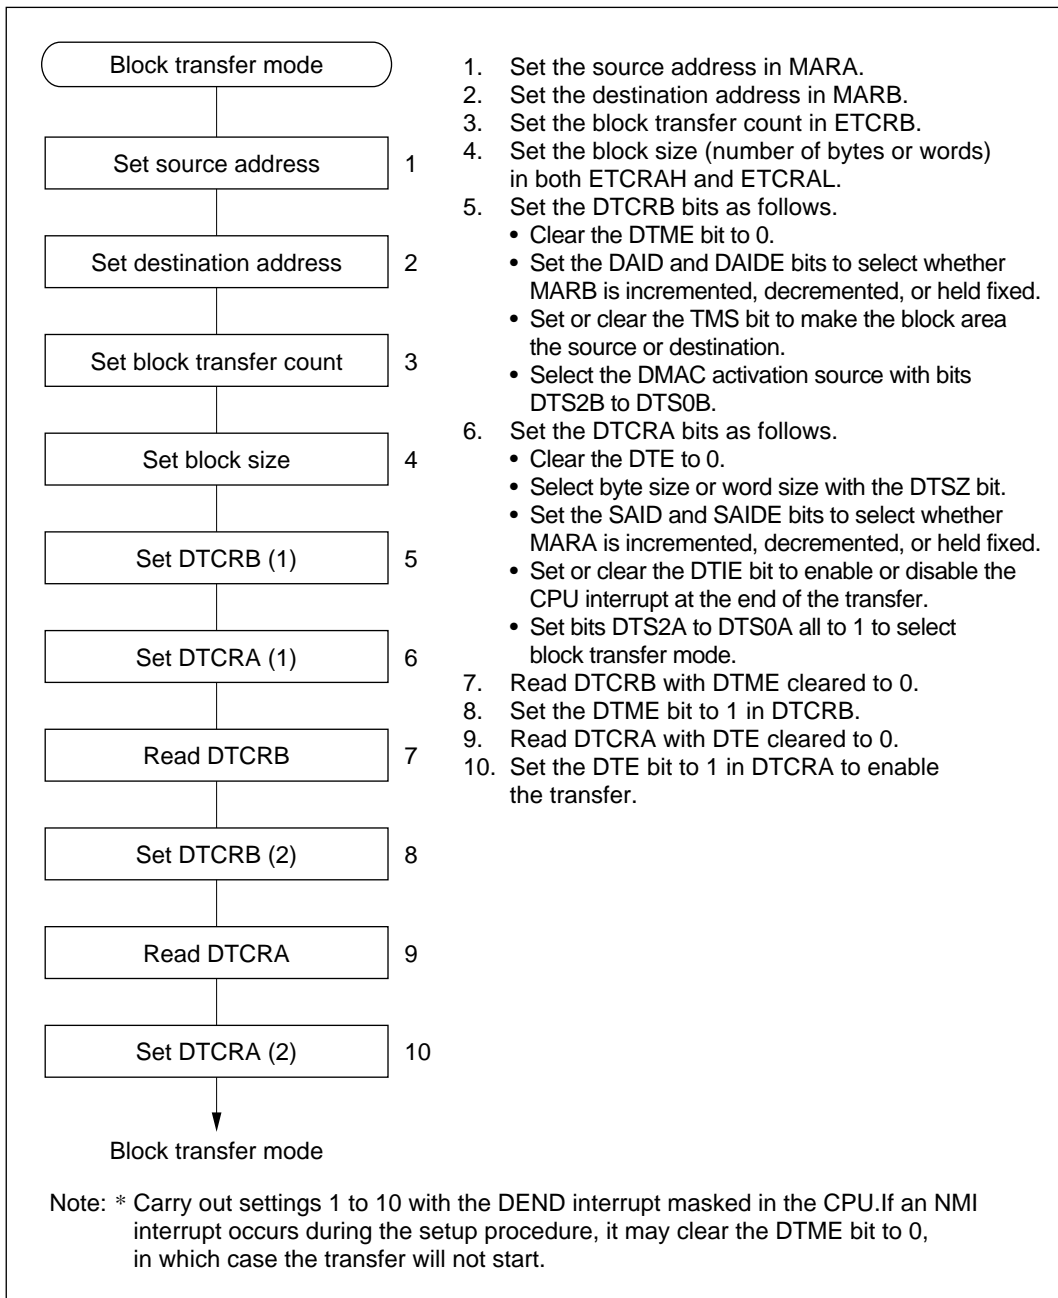 Block transfer mode
Set source address 1
Set destination address 2
Set block transfer count 3
Set block size 4
Set DTCRB (1) 5
Set DTCRA (1) 6
Read DTCRB 7
Set DTCRB (2) 8
Read DTCRA 9
Set DTCRA (2) 10
Block transfer mode
1. Set the source address in MARA.
2. Set the destination address in MARB.
3. Set the block transfer count in ETCRB.
4. Set the block size (number of bytes or words)
in both ETCRAH and ETCRAL.
5. Set the DTCRB bits as follows.
• Clear the DTME bit to 0.
• Set the DAID and DAIDE bits to select whether
MARB is incremented, decremented, or held fixed.
• Set or clear the TMS bit to make the block area
the source or destination.
• Select the DMAC activation source with bits
DTS2B to DTS0B.
6. Set the DTCRA bits as follows.
• Clear the DTE to 0.
• Select byte size or word size with the DTSZ bit.
• Set the SAID and SAIDE bits to select whether
MARA is incremented, decremented, or held fixed.
• Set or clear the DTIE bit to enable or disable the
CPU interrupt at the end of the transfer.
• Set bits DTS2A to DTS0A all to 1 to select
block transfer mode.
7. Read DTCRB with DTME cleared to 0.
8. Set the DTME bit to 1 in DTCRB.
9. Read DTCRA with DTE cleared to 0.
10. Set the DTE bit to 1 in DTCRA to enable
the transfer.
Note: * Carry out settings 1 to 10 with the DEND interrupt masked in the CPU.If an NMI
interrupt occurs during the setup procedure, it may clear the DTME bit to 0,
in which case the transfer will not start.